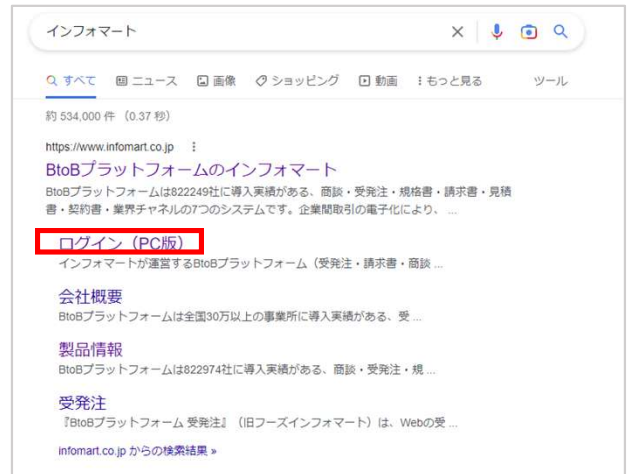 インフォマート
すべて ニュース 画像 ショッピング 動画 もっと見る ツール
約 534,000 件 （0.37 秒）
https://www.infomart.co.jp
BtoBプラットフォームのインフォマート
BtoBプラットフォームは822249社に導入実績がある、商談・受発注・規格書・請求書・見積
書・契約書・業界チャネルの7つのシステムです。企業間取引の電子化により、 ...
ログイン（PC版）
インフォマートが運営するBtoBプラットフォーム（受発注・請求書・商談 ...
会社概要
BtoBプラットフォームは全国30万以上の事業所に導入実績がある、受 ...
製品情報
BtoBプラットフォームは822974社に導入実績がある、商談・受発注・規 ...
受発注
『BtoBプラットフォーム 受発注』（旧フーズインフォマート）は、Webの受 ...
infomart.co.jp からの検索結果 »